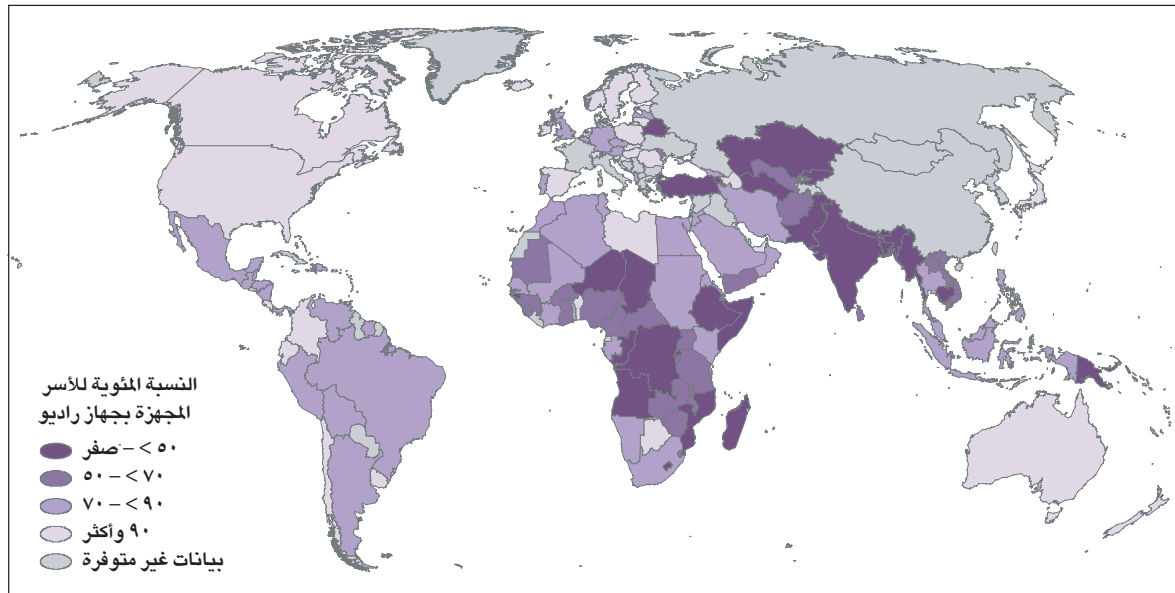 النسبة المئوية للأسر
المجهزة بجهاز راديو
صفر – < ٥٠
٥٠ – < ٧٠
٧٠ – < ٩٠
٩٠ وأكثر
بيانات غير متوفرة